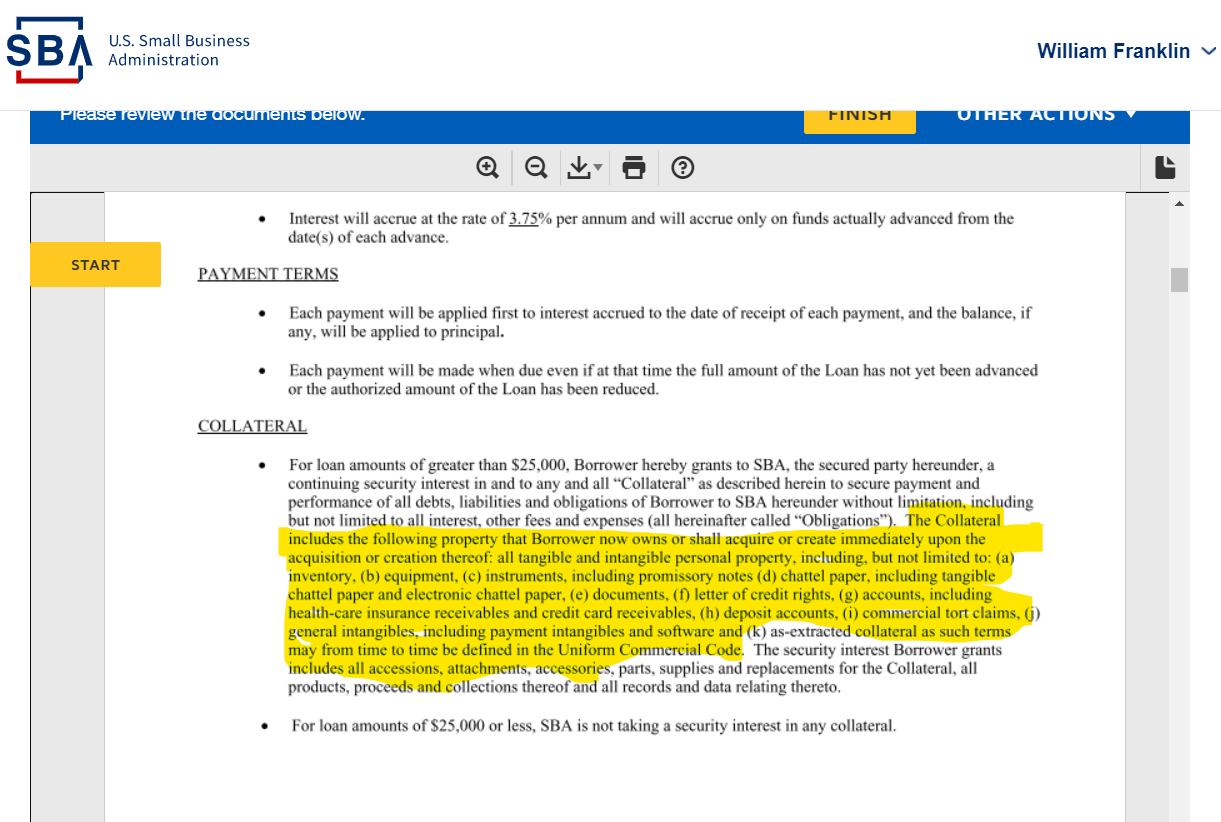 SBA
U.S. Small Business
Administration
William Franklin
Please review the documents below.
FINISH
OTHER ACTIONS
START
• Interest will accrue at the rate of 3.75% per annum and will accrue only on funds actually advanced from the
date(s) of each advance.
PAYMENT TERMS
• Each payment will be applied first to interest accrued to the date of receipt of each payment, and the balance, if
any, will be applied to principal.
• Each payment will be made when due even if at that time the full amount of the Loan has not yet been advanced
or the authorized amount of the Loan has been reduced.
COLLATERAL
• For loan amounts of greater than $25,000, Borrower hereby grants to SBA, the secured party hereunder, a
continuing security interest in and to any and all “Collateral” as described herein to secure payment and
performance of all debts, liabilities and obligations of Borrower to SBA hereunder without limitation, including
but not limited to all interest, other fees and expenses (all hereinafter called “Obligations”). The Collateral
includes the following property that Borrower now owns or shall acquire or create immediately upon the
acquisition or creation thereof: all tangible and intangible personal property, including, but not limited to: (a)
inventory, (b) equipment, (c) instruments, including promissory notes (d) chattel paper, including tangible
chattel paper and electronic chattel paper, (e) documents, (f) letter of credit rights, (g) accounts, including
health-care insurance receivables and credit card receivables, (h) deposit accounts, (i) commercial tort claims, (j)
general intangibles, including payment intangibles and software and (k) as-extracted collateral as such terms
may from time to time be defined in the Uniform Commercial Code. The security interest Borrower grants
includes all accessions, attachments, accessories, parts, supplies and replacements for the Collateral, all
products, proceeds and collections thereof and all records and data relating thereto.
• For loan amounts of $25,000 or less, SBA is not taking a security interest in any collateral.